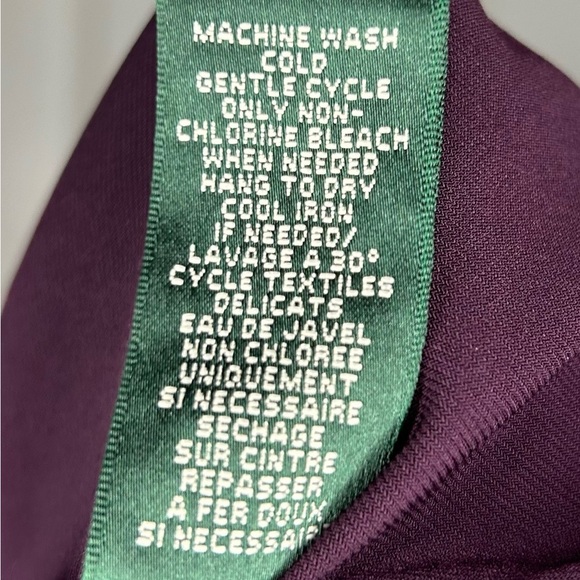 MACHINE WASH
COLD
GENTLE CYCLE
ONLY NON-
CHLORINE BLEACH
WHEN NEEDED
HANG TO DRY
COOL IRON
IF NEEDED/
LAVAGE A 30°
CYCLE TEXTILES
DELICATS
EAU DE JAVEL
NON CHLOREE
UNIQUEMENT
SI NECESSAIRE
SECHAGE
SUR CINTRE
REPASSER
A FER DOUX
SI NECESSAIRE